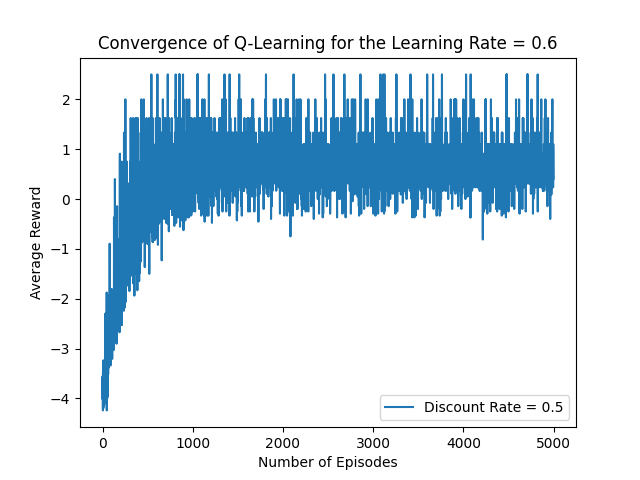 Convergence of Q-Learning for the Learning Rate = 0.6
Average Reward
2
1
0
−1
−2
−3
−4
Discount Rate = 0.5
0 1000 2000 3000 4000 5000
Number of Episodes